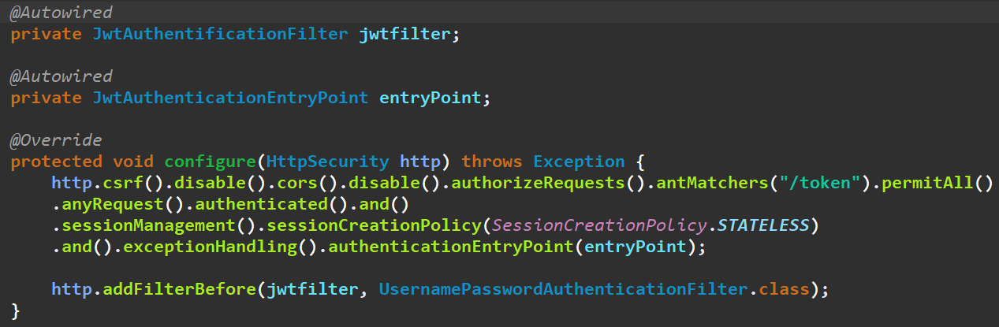 @Autowired
private JwtAuthentificationFilter jwtfilter;
@Autowired
private JwtAuthenticationEntryPoint entryPoint;
@Override
protected void configure(HttpSecurity http) throws Exception {
http.csrf().disable().cors().disable().authorizeRequests().antMatchers("/token").permitAll()
.anyRequest().authenticated().and()
.sessionManagement().sessionCreationPolicy(SessionCreationPolicy.STATELESS)
.and().exceptionHandling().authenticationEntryPoint(entryPoint);
http.addFilterBefore(jwtfilter, UsernamePasswordAuthenticationFilter.class);
}